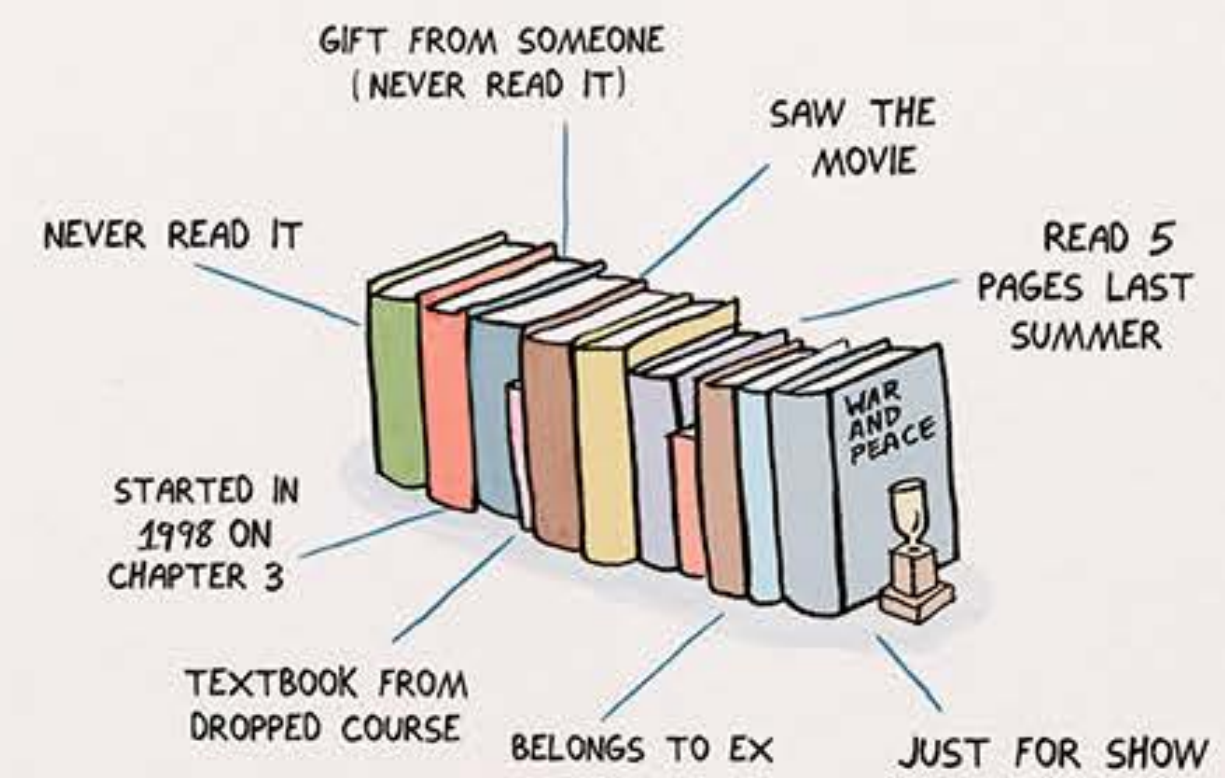 GIFT FROM SOMEONE
(NEVER READ IT)
SAW THE
MOVIE
NEVER READ IT
READ 5
PAGES LAST
SUMMER
WAR
AND
PEACE
STARTED IN
1998 ON
CHAPTER 3
TEXTBOOK FROM
DROPPED COURSE
BELONGS TO EX
JUST FOR SHOW